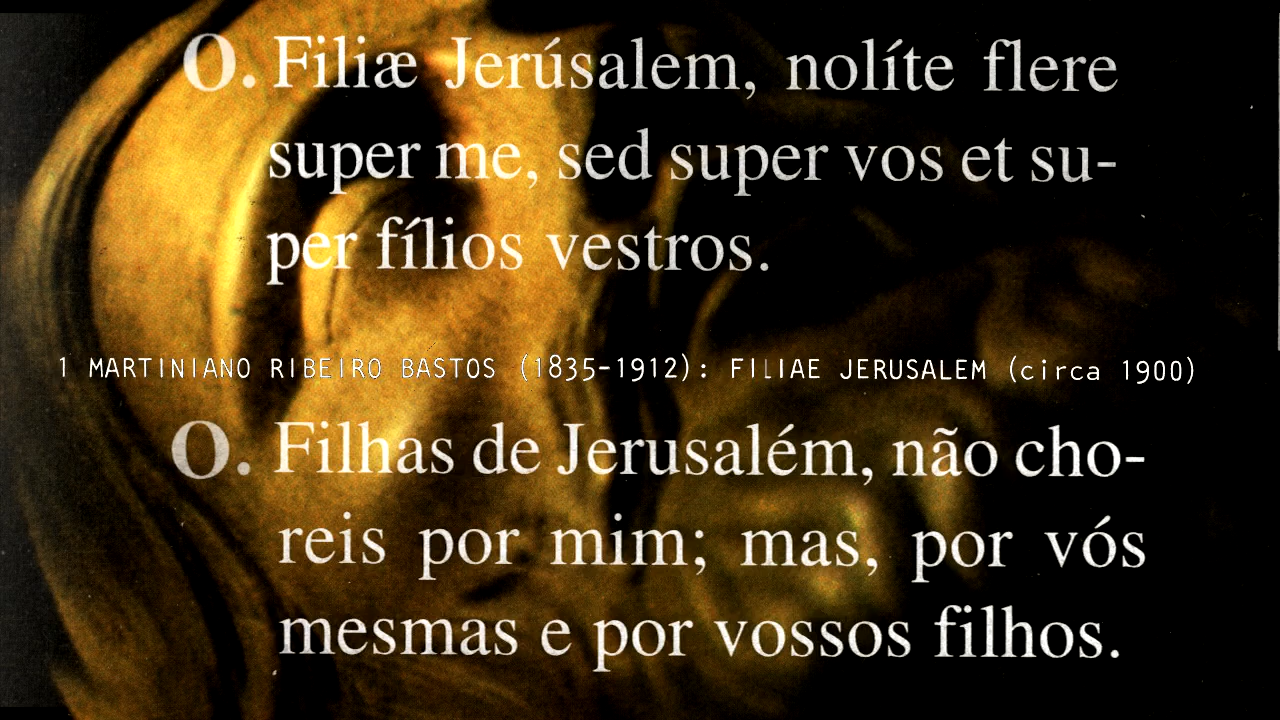 O. Filiæ Jerúsalem, nolíte flere
super me, sed super vos et su-
per fílios vestros.
1 MARTINIANO RIBEIRO BASTOS (1835-1912): FILIAE JERUSALEM (circa 1900)
O. Filhas de Jerusalém, não cho-
reis por mim; mas, por vós
mesmas e por vossos filhos.